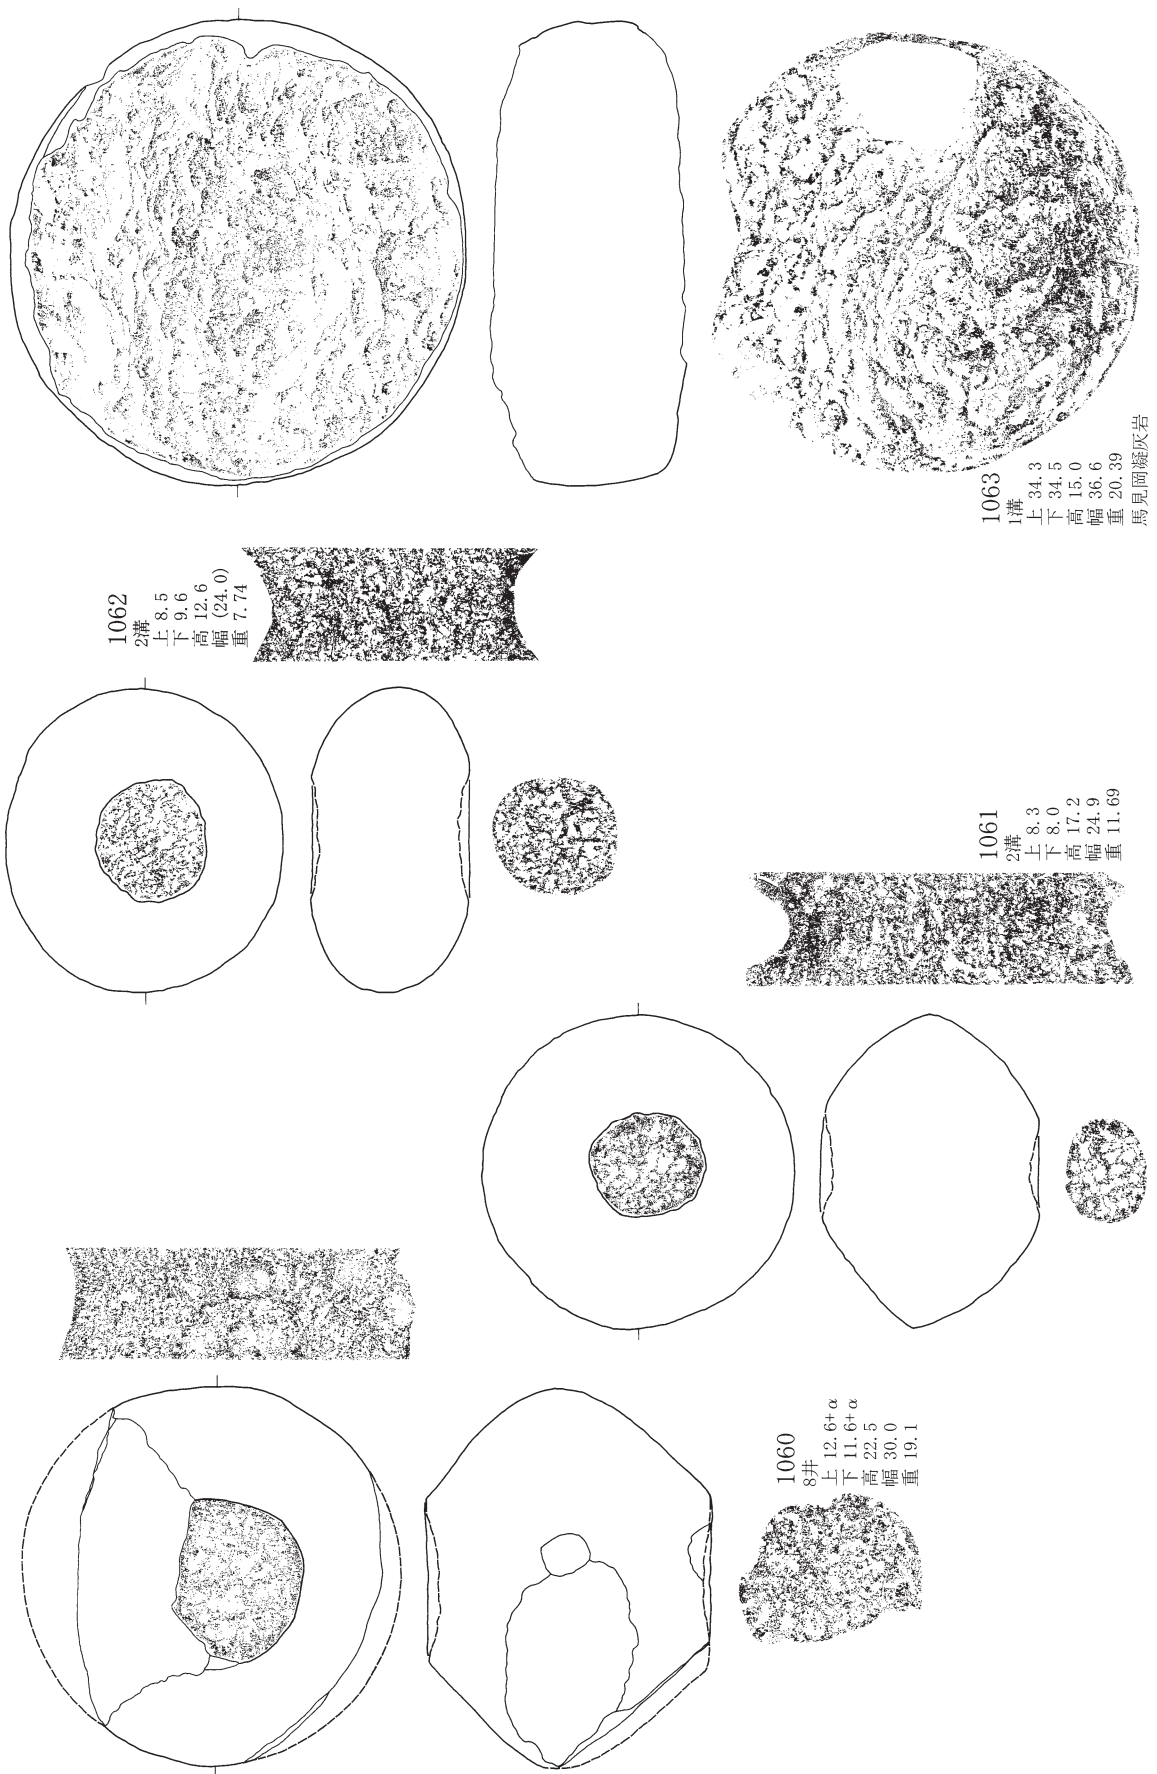 1060
8井
上 12.6+α
下 11.6+α
高 22.5
幅 30.0
重 19.1
1061
2溝
上 8.3
下 8.0
高 17.2
幅 24.9
重 11.69
1062
2溝
上 8.5
下 9.6
高 12.6
幅 (24.0)
重 7.74
1063
1溝
上 34.3
下 34.5
高 15.0
幅 36.6
重 20.39
馬見岡凝灰岩